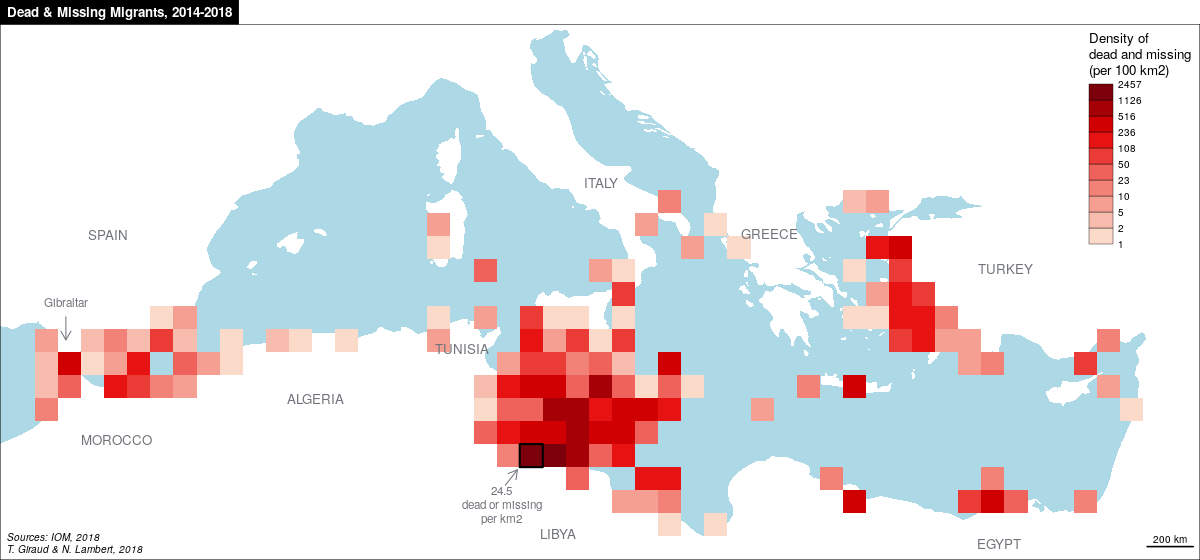 Dead & Missing Migrants, 2014-2018
Density of
dead and missing
(per 100 km2)
2457
1126
516
236
108
50
23
10
5
2
1
ITALY
SPAIN
GREECE
TURKEY
Gibraltar
TUNISIA
ALGERIA
MOROCCO
24.5
dead or missing
per km2
LIBYA
EGYPT
200 km
Sources: IOM, 2018
T. Giraud & N. Lambert, 2018